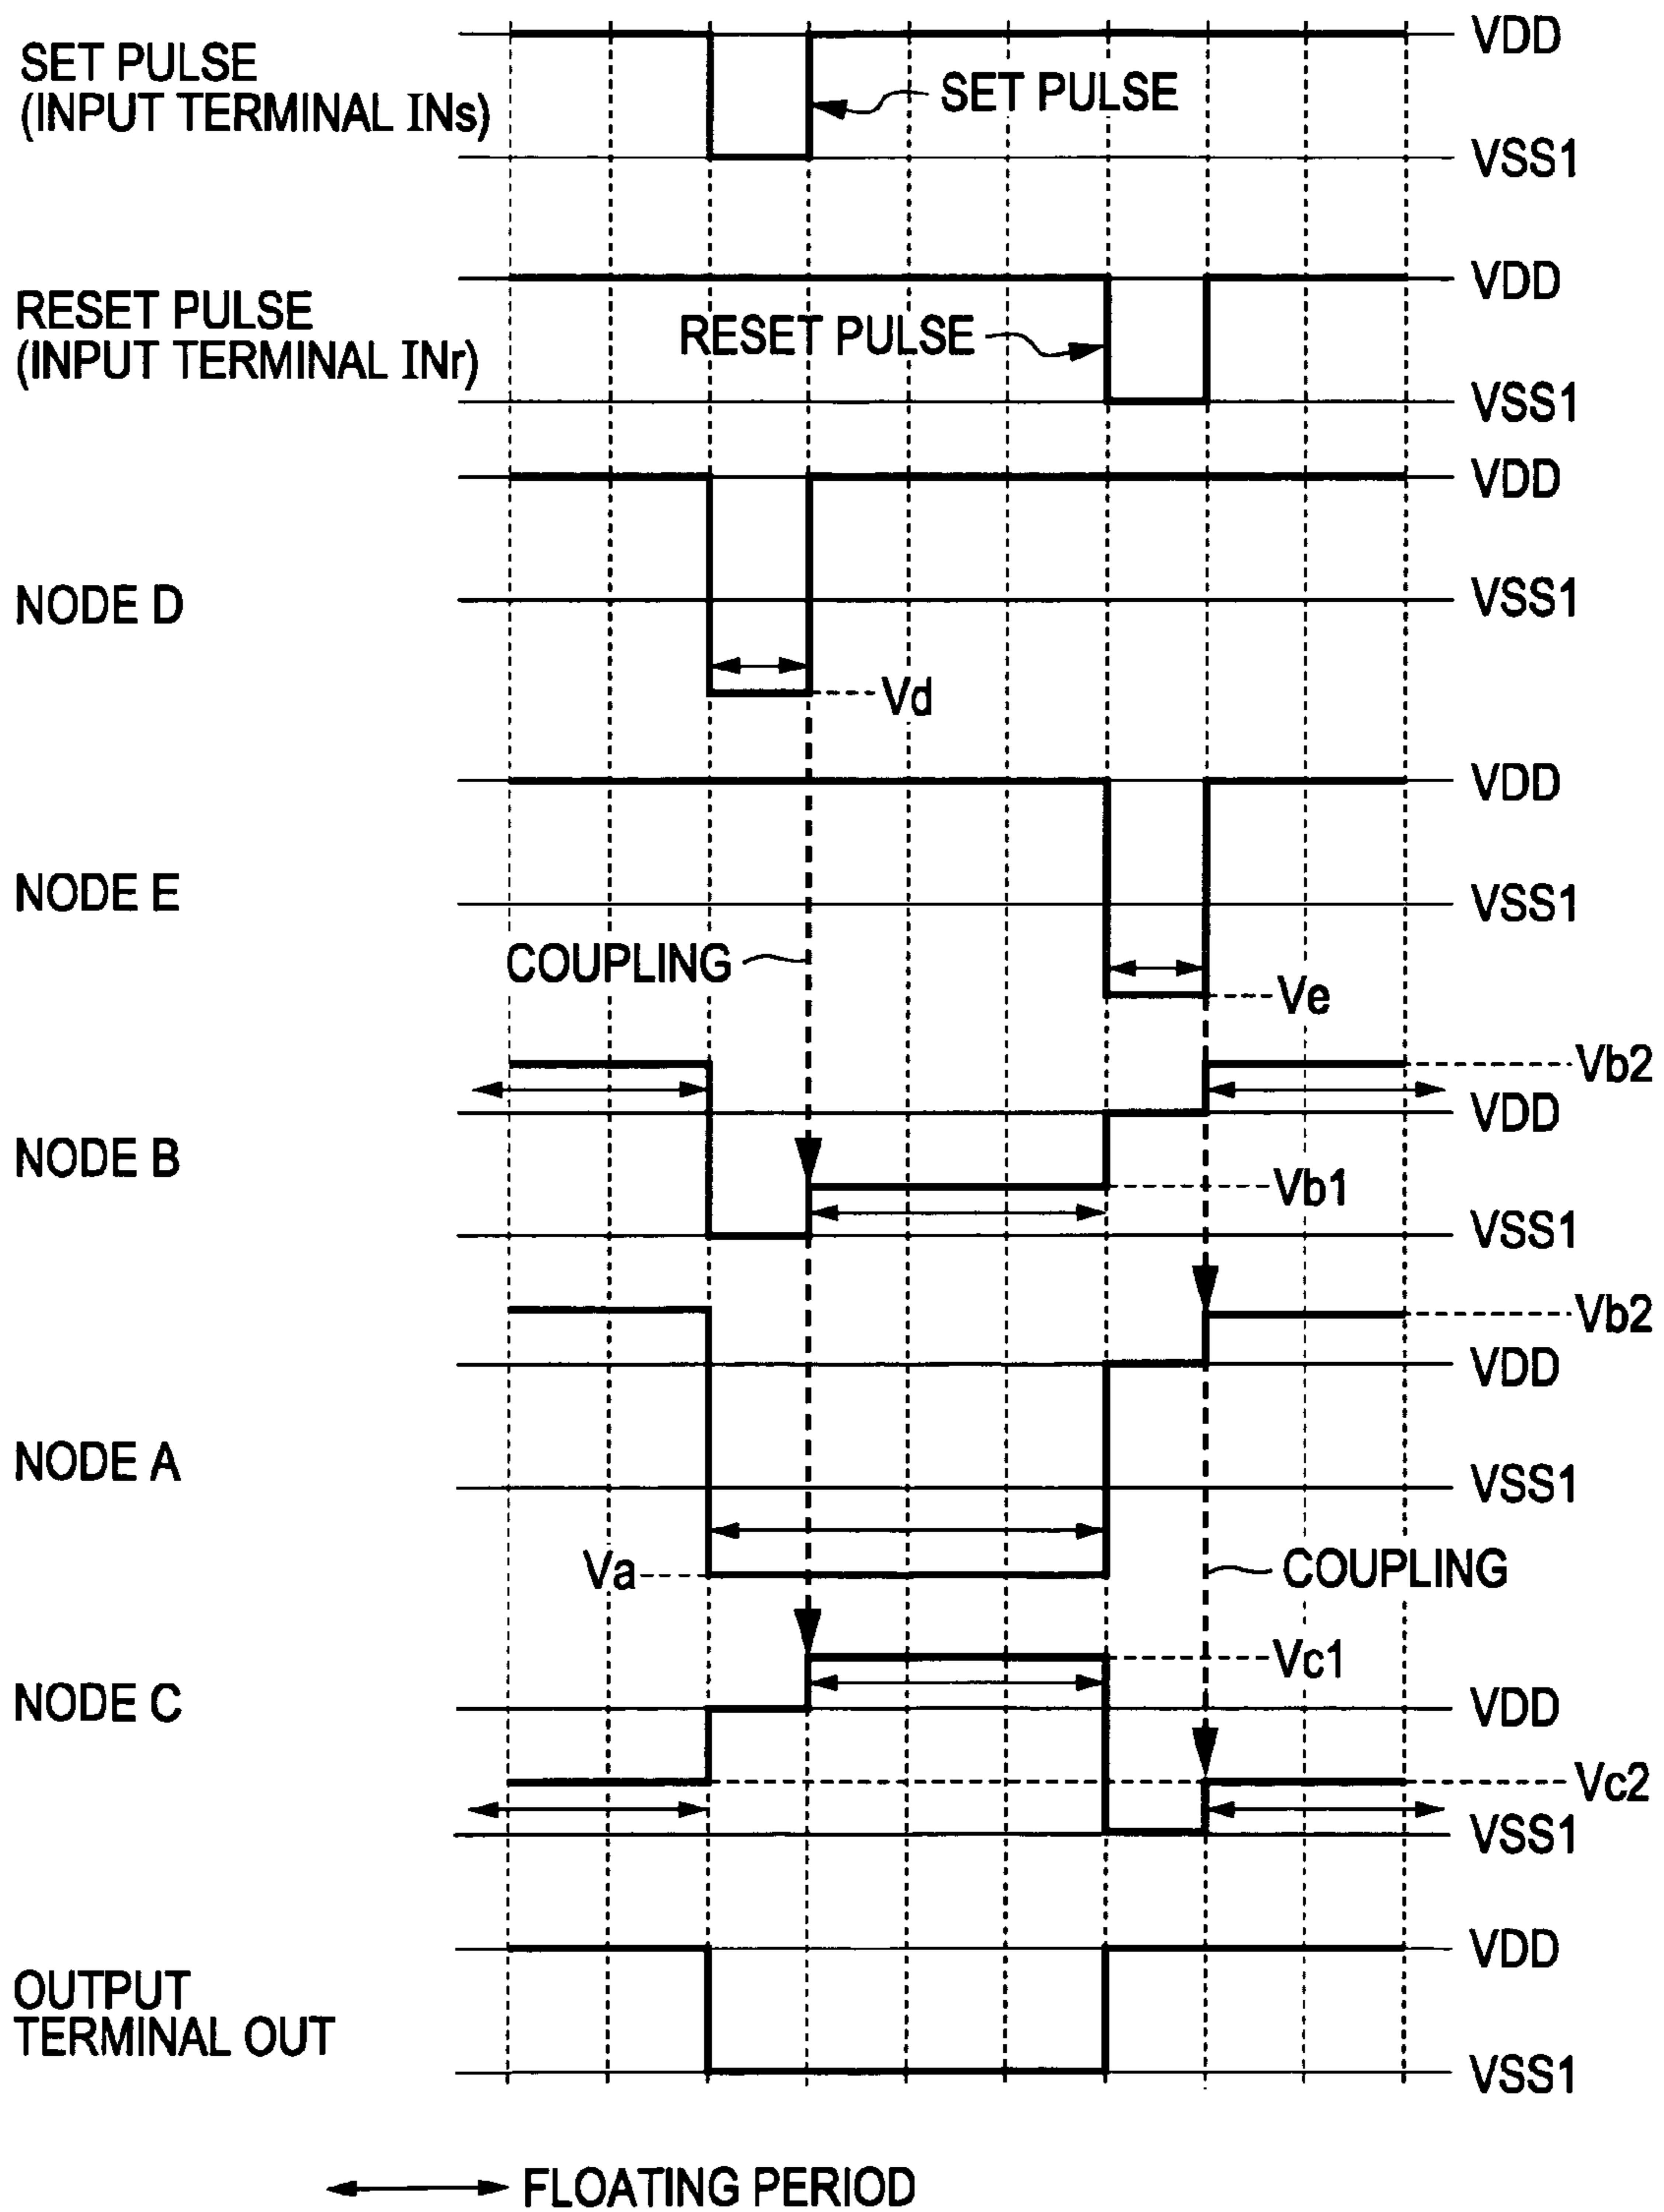 VDD
SET PULSE
(INPUT TERMINAL INs)
SET PULSE
VSS1
VDD
RESET PULSE
(INPUT TERMINAL INr)
RESET PULSE
VSS1
VDD
NODE D
VSS1
Vd
VDD
NODE E
VSS1
COUPLING
Ve
Vb2
VDD
NODE B
Vb1
VSS1
Vb2
VDD
NODE A
VSS1
Va
COUPLING
Vc1
NODE C
VDD
Vc2
VSS1
VDD
OUTPUT
TERMINAL OUT
VSS1
FLOATING PERIOD